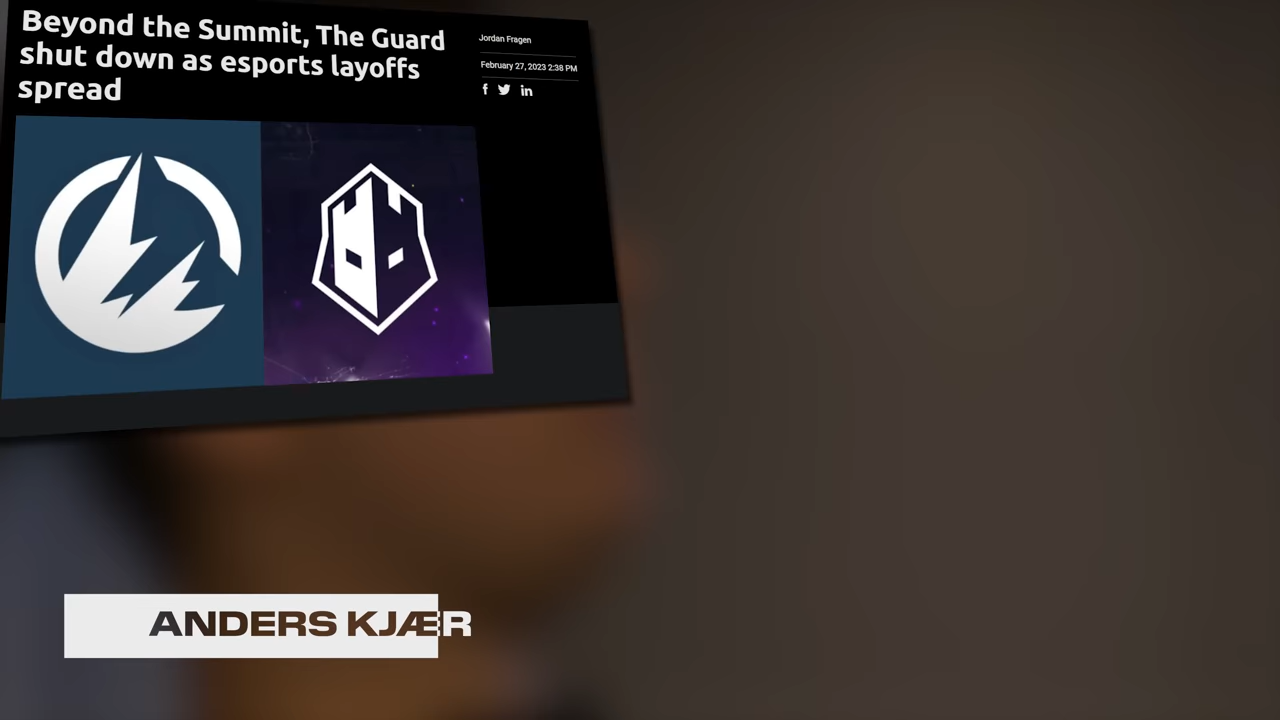 Beyond the Summit, The Guard
shut down as esports layoffs
spread
Jordan Fragen
February 27, 2023 2:38 PM
ANDERS KJÆR